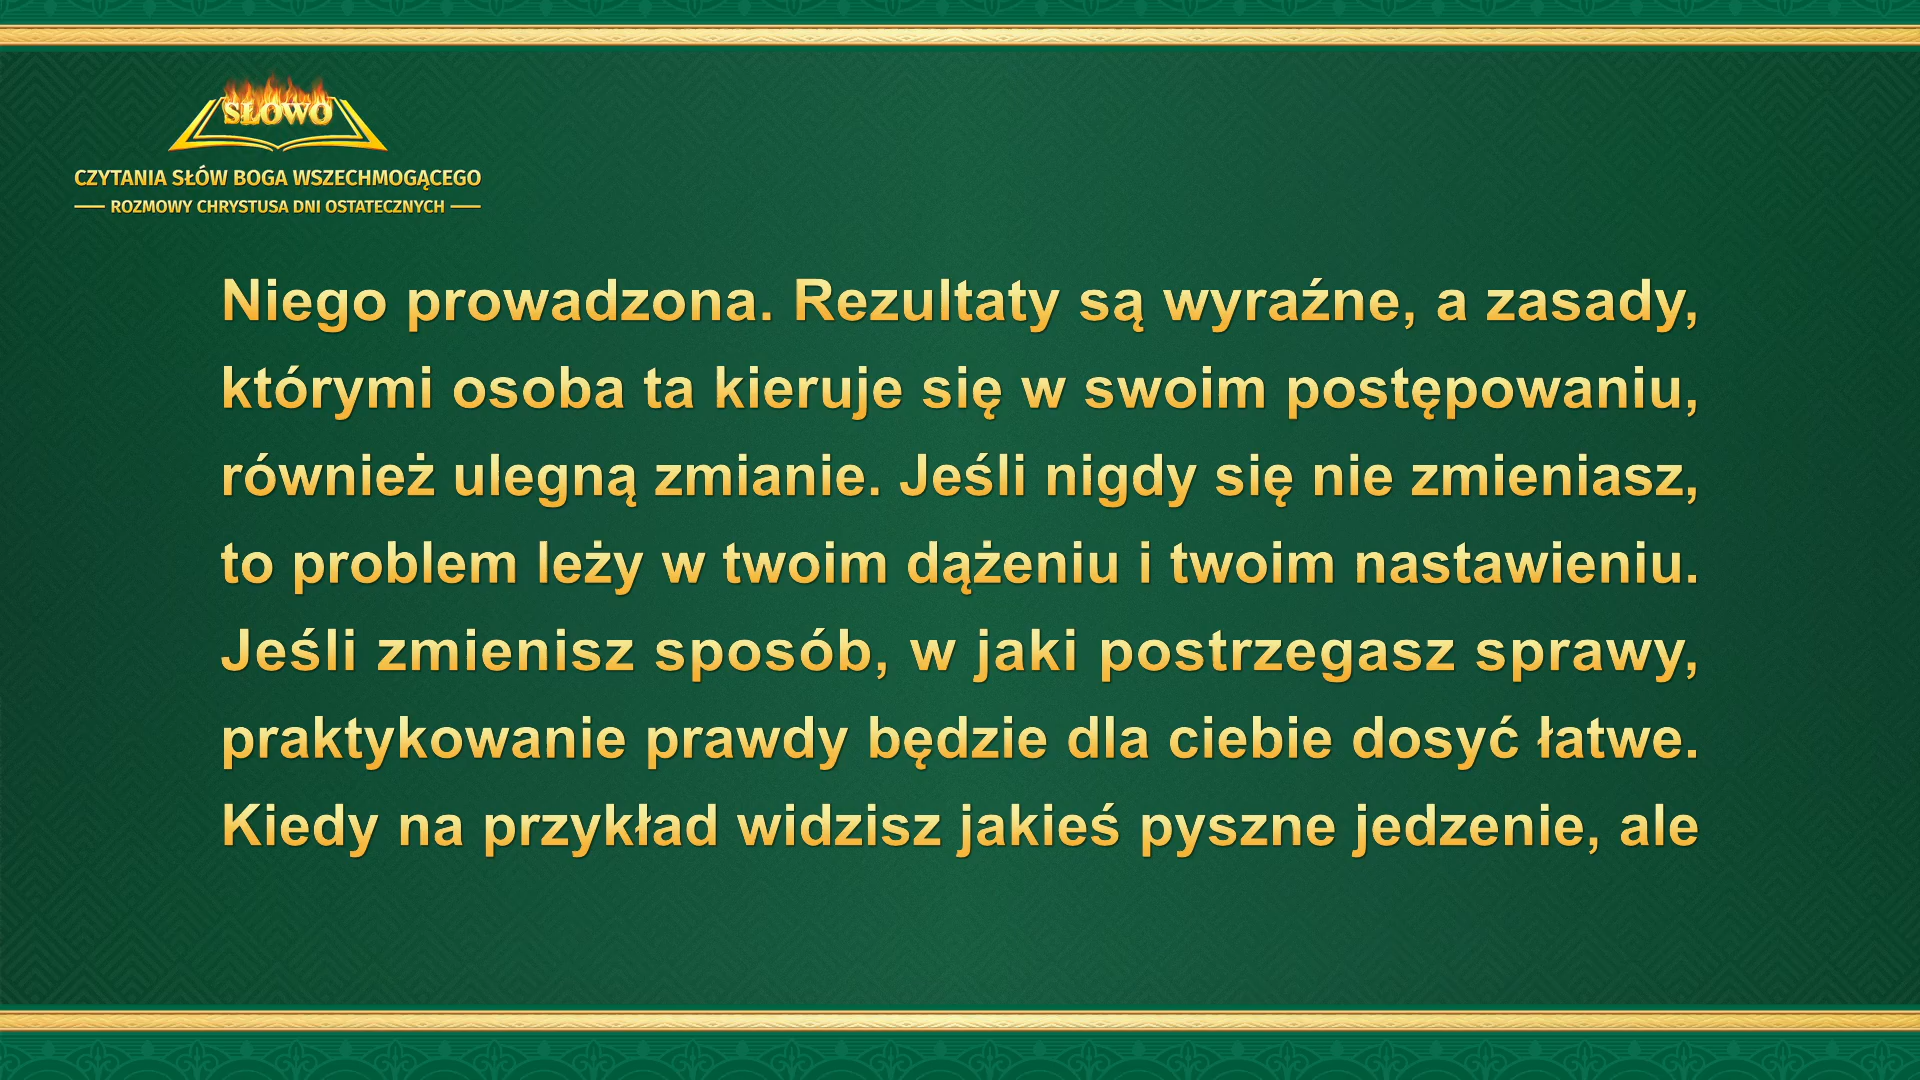 SŁOWO
CZYTANIA SŁÓW BOGA WSZECHMOGĄCEGO
ROZMOWY CHRYSTUSA DNI OSTATECZNYCH
Niego prowadzona. Rezultaty są wyraźne, a zasady,
którymi osoba ta kieruje się w swoim postępowaniu,
również ulegną zmianie. Jeśli nigdy się nie zmieniasz,
to problem leży w twoim dążeniu i twoim nastawieniu.
Jeśli zmienisz sposób, w jaki postrzegasz sprawy,
praktykowanie prawdy będzie dla ciebie dosyć łatwe.
Kiedy na przykład widzisz jakieś pyszne jedzenie, ale